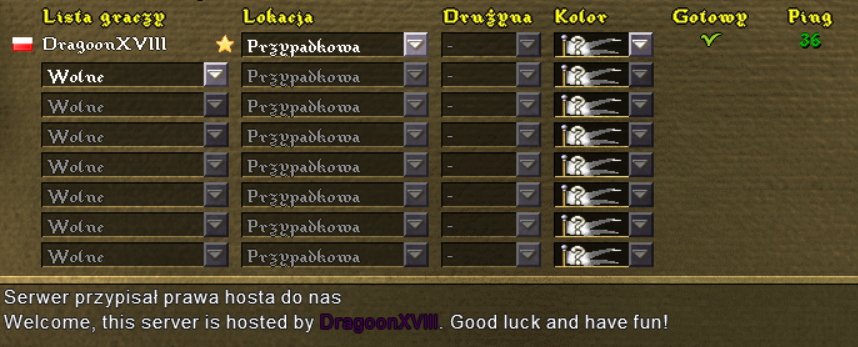 Lista graczy Lokacja Drużyna Kolor Gotowy Ping
DragoonXVIII Przypadkowa - ? 36
Wolne Przypadkowa - ?
Wolne Przypadkowa - ?
Wolne Przypadkowa - ?
Wolne Przypadkowa - ?
Wolne Przypadkowa - ?
Wolne Przypadkowa - ?
Wolne Przypadkowa - ?
Serwer przypisał prawa hosta do nas
Welcome, this server is hosted by DragoonXVIII. Good luck and have fun!